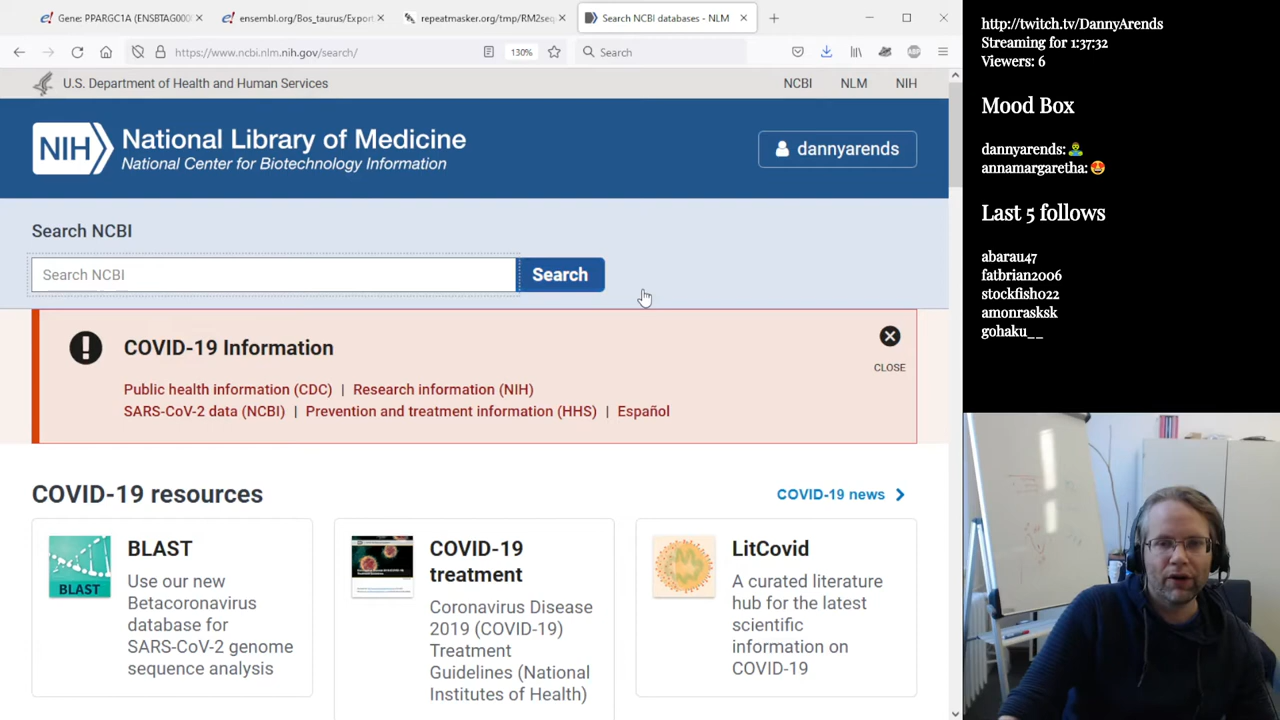 Gene: PPARGC1A (ENSBTAG000
ensembl.org/Bos_taurus/Export
repeatmasker.org/tmp/RM2seq
Search NCBI databases - NLM
https://www.ncbi.nlm.nih.gov/search/
130%
Search
U.S. Department of Health and Human Services
NCBI
NLM
NIH
NIH
National Library of Medicine
National Center for Biotechnology Information
dannyarends
Search NCBI
Search NCBI
Search
COVID-19 Information
CLOSE
Public health information (CDC) | Research information (NIH)
SARS-CoV-2 data (NCBI) | Prevention and treatment information (HHS) | Español
COVID-19 resources
COVID-19 news
BLAST
BLAST
Use our new
Betacoronavirus
database for
SARS-CoV-2 genome
sequence analysis
COVID-19
treatment
Coronavirus Disease
2019 (COVID-19)
Treatment
Guidelines (National
Institutes of Health)
LitCovid
A curated literature
hub for the latest
scientific
information on
COVID-19
http://twitch.tv/DannyArends
Streaming for 1:37:32
Viewers: 6
Mood Box
dannyarends:
annamargaretha:
Last 5 follows
abarau47
fatbrian2006
stockfish022
amonrasksk
gohaku__